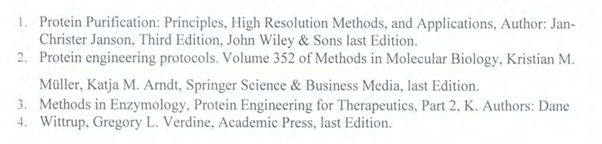 1. Protein Purification: Principles, High Resolution Methods, and Applications, Author: Jan-
Christer Janson, Third Edition, John Wiley & Sons last Edition.
2. Protein engineering protocols. Volume 352 of Methods in Molecular Biology, Kristian M.
Müller, Katja M. Arndt, Springer Science & Business Media, last Edition.
3. Methods in Enzymology, Protein Engineering for Therapeutics, Part 2, K. Authors: Dane
4. Wittrup, Gregory L. Verdine, Academic Press, last Edition.